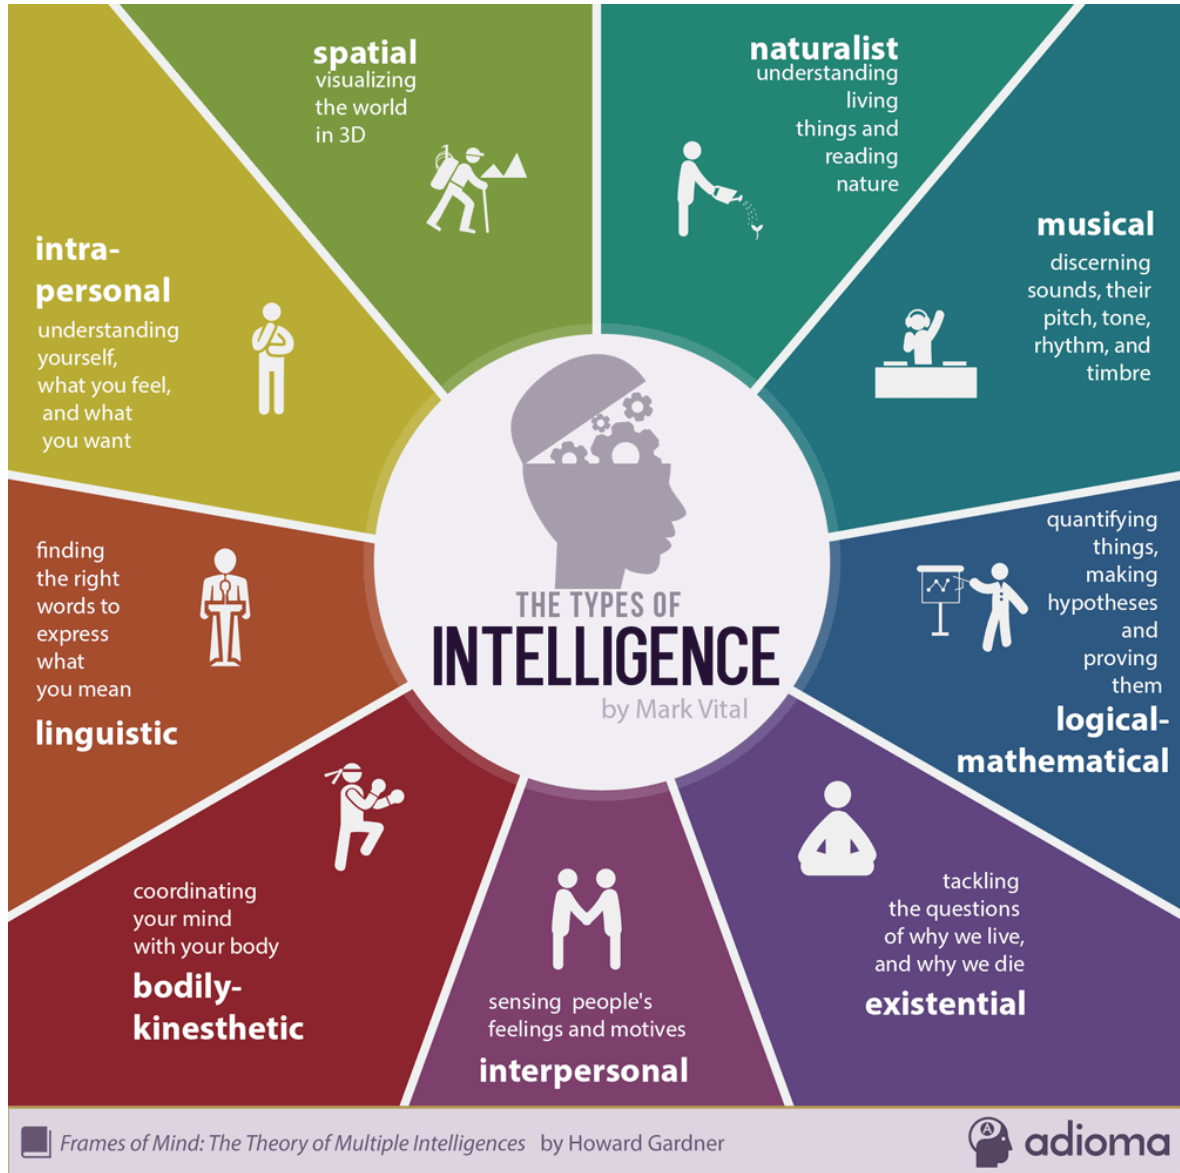 spatial
visualizing
the world
in 3D
naturalist
understanding
living
things and
reading
nature
musical
discerning
sounds, their
pitch, tone,
rhythm, and
timbre
quantifying
things,
making
hypotheses
and
proving
them
logical-
mathematical
tackling
the questions
of why we live,
and why we die
existential
sensing people's
feelings and motives
interpersonal
coordinating
your mind
with your body
bodily-
kinesthetic
finding
the right
words to
express
what
you mean
linguistic
intra-
personal
understanding
yourself,
what you feel,
and what
you want
THE TYPES OF
INTELLIGENCE
by Mark Vital
Frames of Mind: The Theory of Multiple Intelligences by Howard Gardner
A
adioma